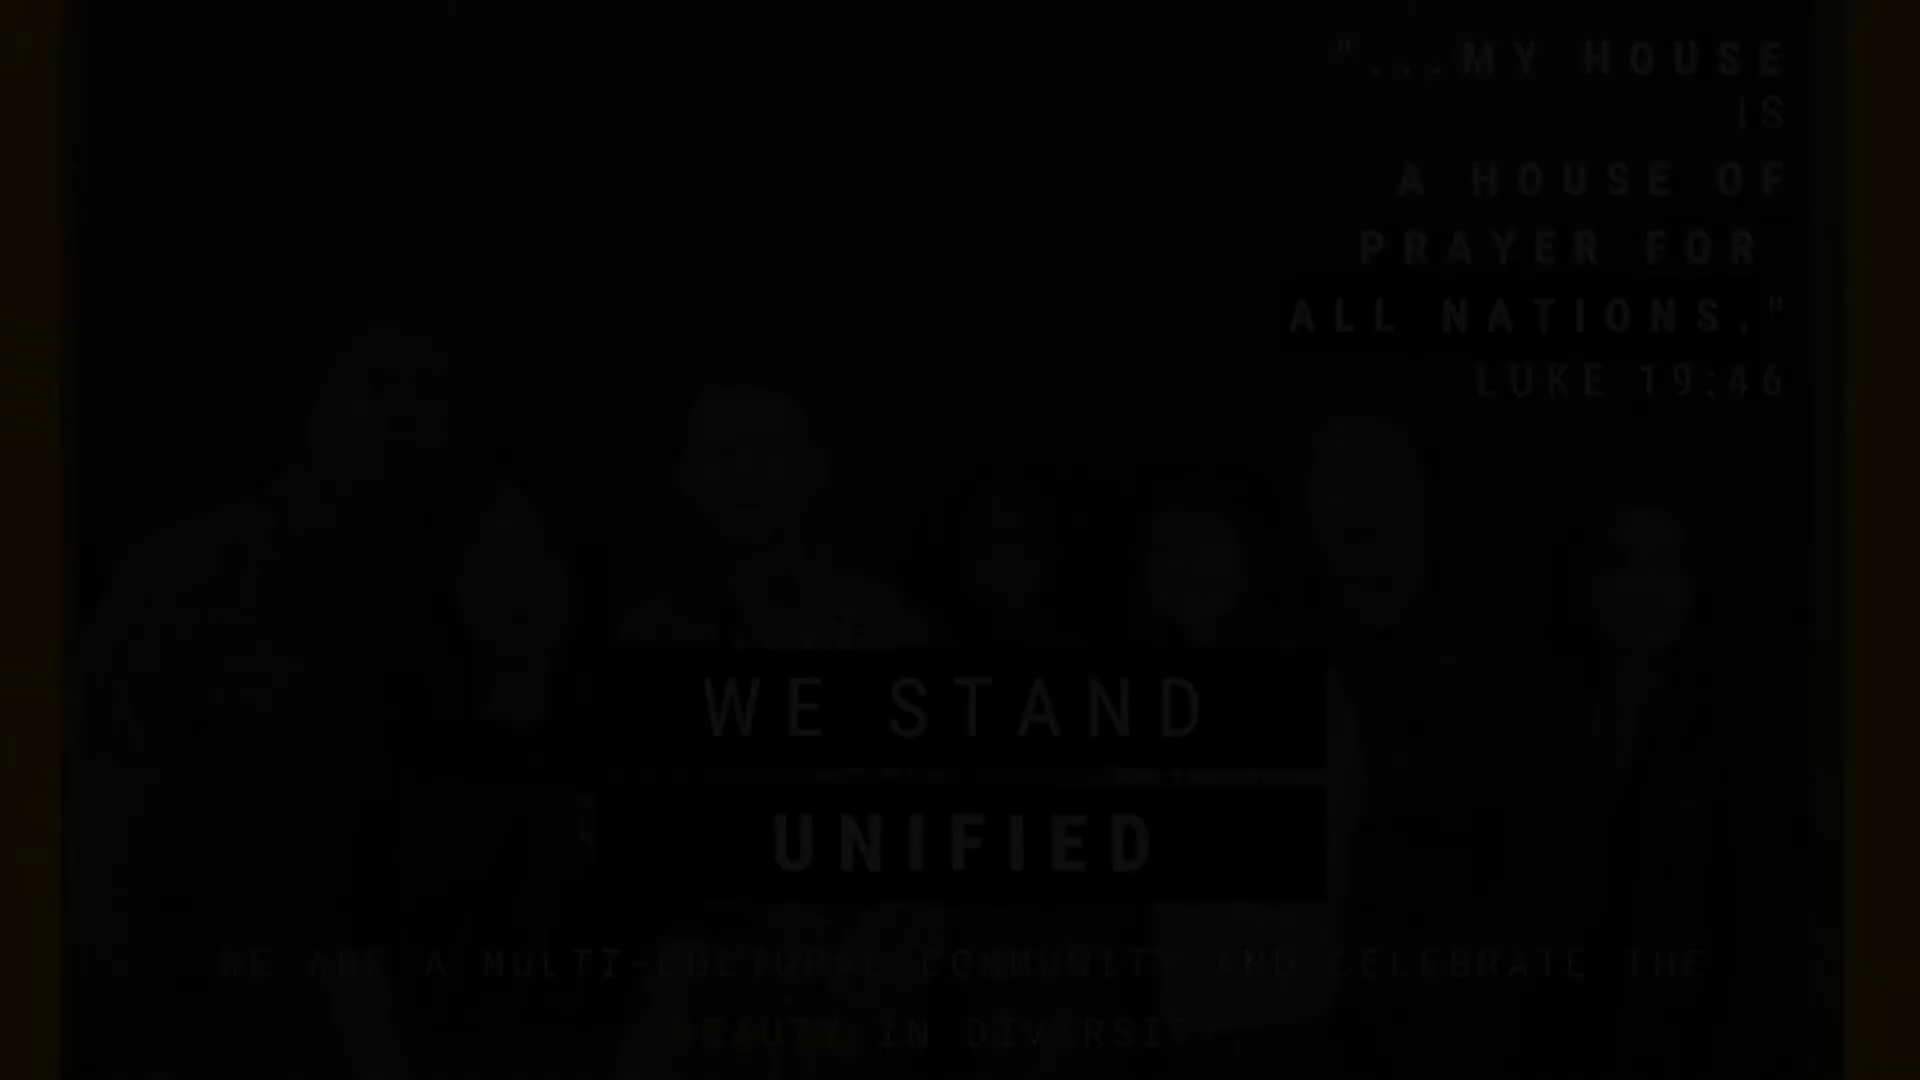 "...MY HOUSE
IS
A HOUSE OF
PRAYER FOR
ALL NATIONS."
LUKE 19:46
WE STAND
UNIFIED
WE ARE A MULTI-CULTURAL COMMUNITY AND CELEBRATE THE
BEAUTY IN DIVERSITY